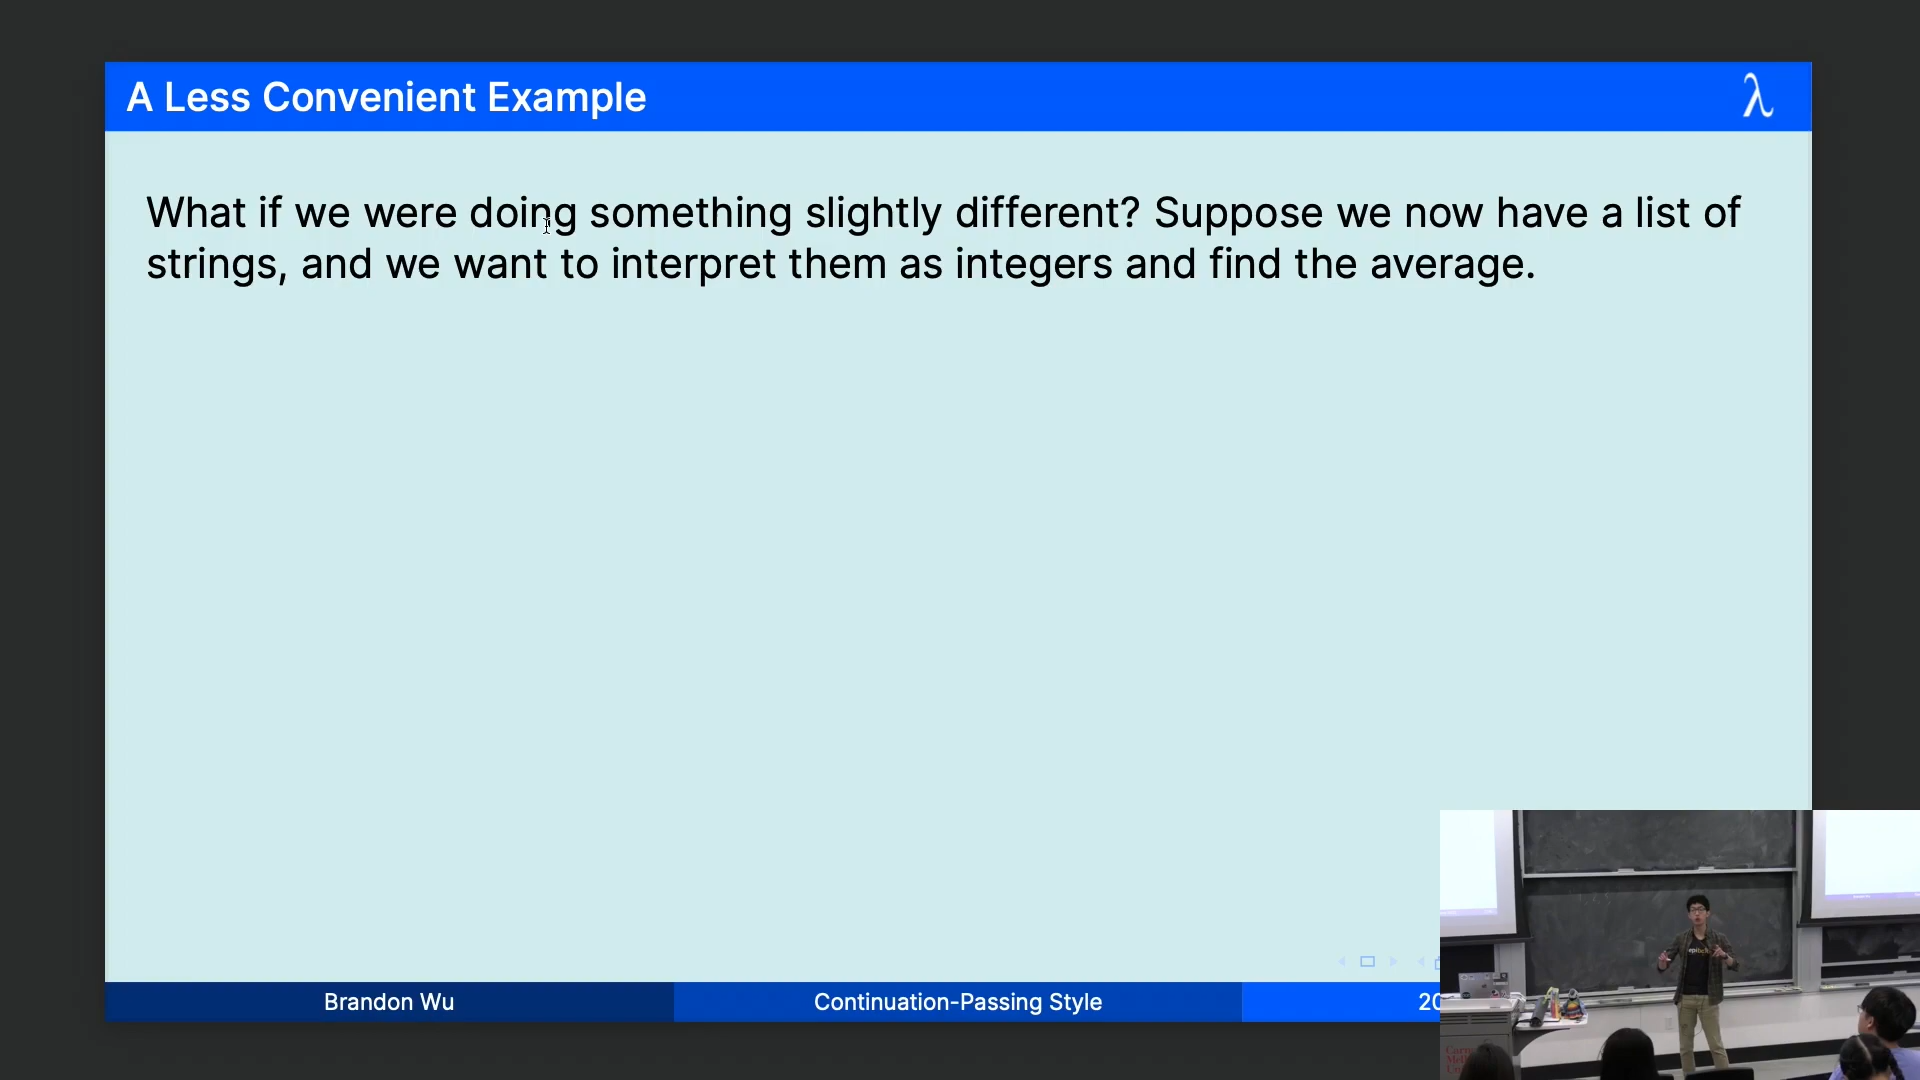 A Less Convenient Example
λ
What if we were doing something slightly different? Suppose we now have a list of
strings, and we want to interpret them as integers and find the average.
Brandon Wu
Continuation-Passing Style
20